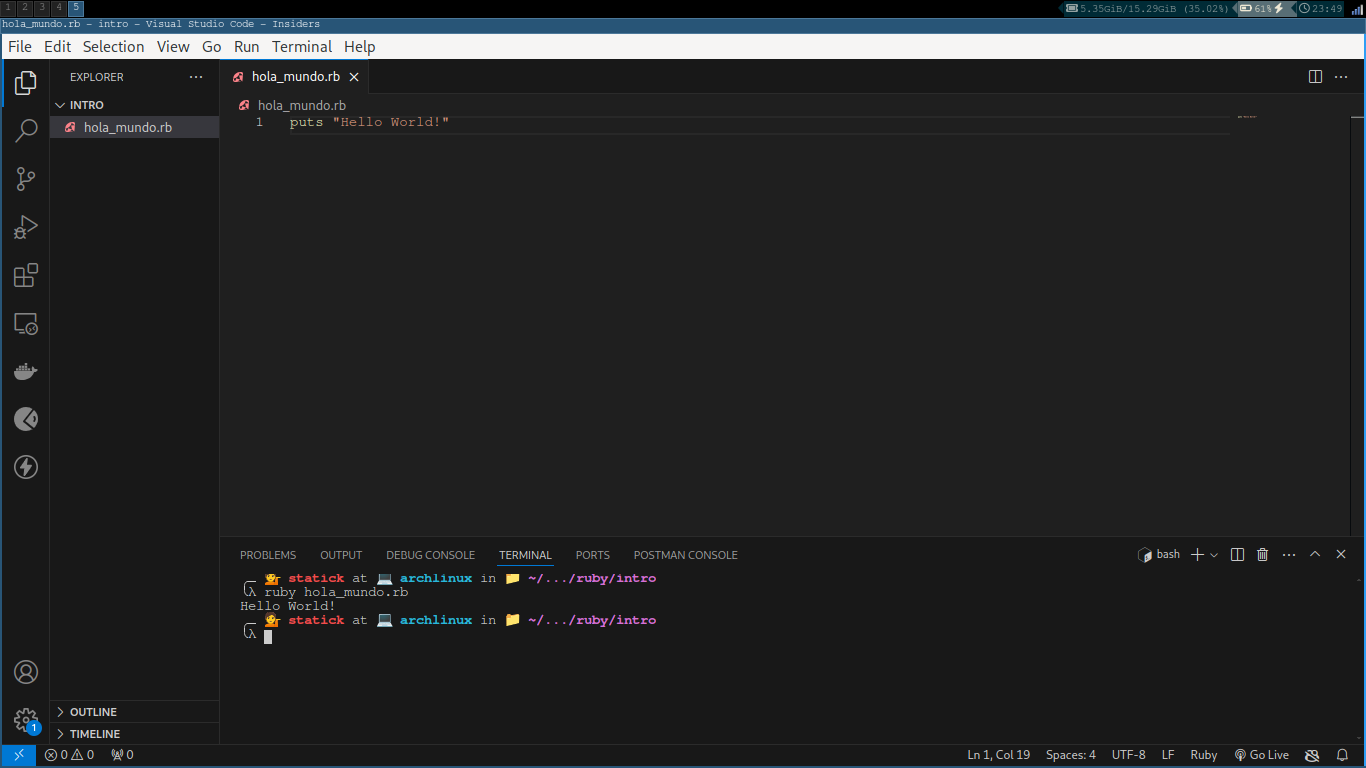 1 2 3 4 5 5.35GiB/15.29GiB (35.02%) 61% 23:49
hola_mundo.rb - intro - Visual Studio Code - Insiders
File Edit Selection View Go Run Terminal Help
EXPLORER
INTRO
hola_mundo.rb
OUTLINE
TIMELINE
1
hola_mundo.rb
hola_mundo.rb
1 puts "Hello World!"
PROBLEMS OUTPUT DEBUG CONSOLE TERMINAL PORTS POSTMAN CONSOLE bash
statick at archlinux in ~/.../ruby/intro
λ ruby hola_mundo.rb
Hello World!
statick at archlinux in ~/.../ruby/intro
λ
0 0 0 Ln 1, Col 19 Spaces: 4 UTF-8 LF Ruby Go Live